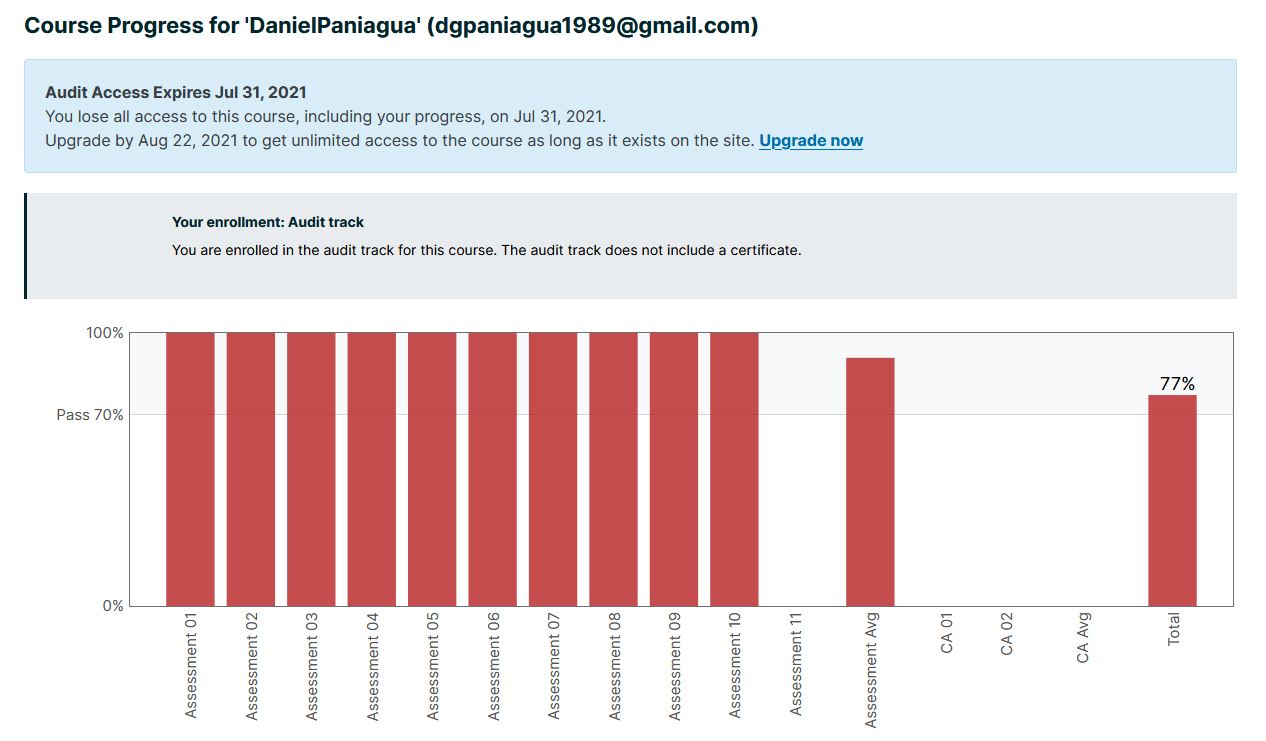 Course Progress for 'DanielPaniagua' (dgpaniagua1989@gmail.com)
Audit Access Expires Jul 31, 2021
You lose all access to this course, including your progress, on Jul 31, 2021.
Upgrade by Aug 22, 2021 to get unlimited access to the course as long as it exists on the site. Upgrade now
Your enrollment: Audit track
You are enrolled in the audit track for this course. The audit track does not include a certificate.
100%
77%
Pass 70%
0%
Assessment 01
Assessment 02
Assessment 03
Assessment 04
Assessment 05
Assessment 06
Assessment 07
Assessment 08
Assessment 09
Assessment 10
Assessment 11
Assessment Avg
CA 01
CA 02
CA Avg
Total